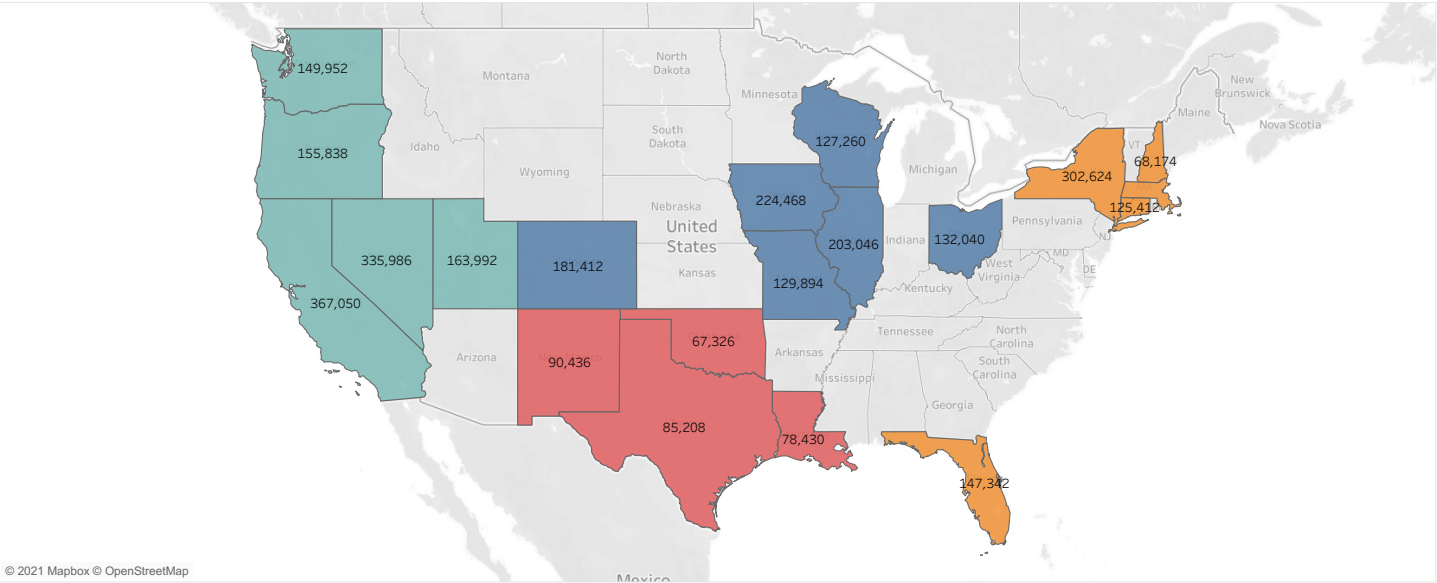 149,952
Montana
North
Dakota
Minnesota
New
Brunswick
Maine
Nova Scotia
155,838
Idaho
South
Dakota
127,260
VT
68,174
Wyoming
Michigan
302,624
Nebraska
224,468
125,412
United
States
Pennsylvania
NJ
335,986
163,992
181,412
Kansas
203,046
Indiana
132,040
MD
West
Virginia
DE
129,894
Kentucky
367,050
Arizona
90,436
67,326
Arkansas
Tennessee
North
Carolina
South
Carolina
Mississippi
Georgia
85,208
78,430
147,342
© 2021 Mapbox © OpenStreetMap
Mexico